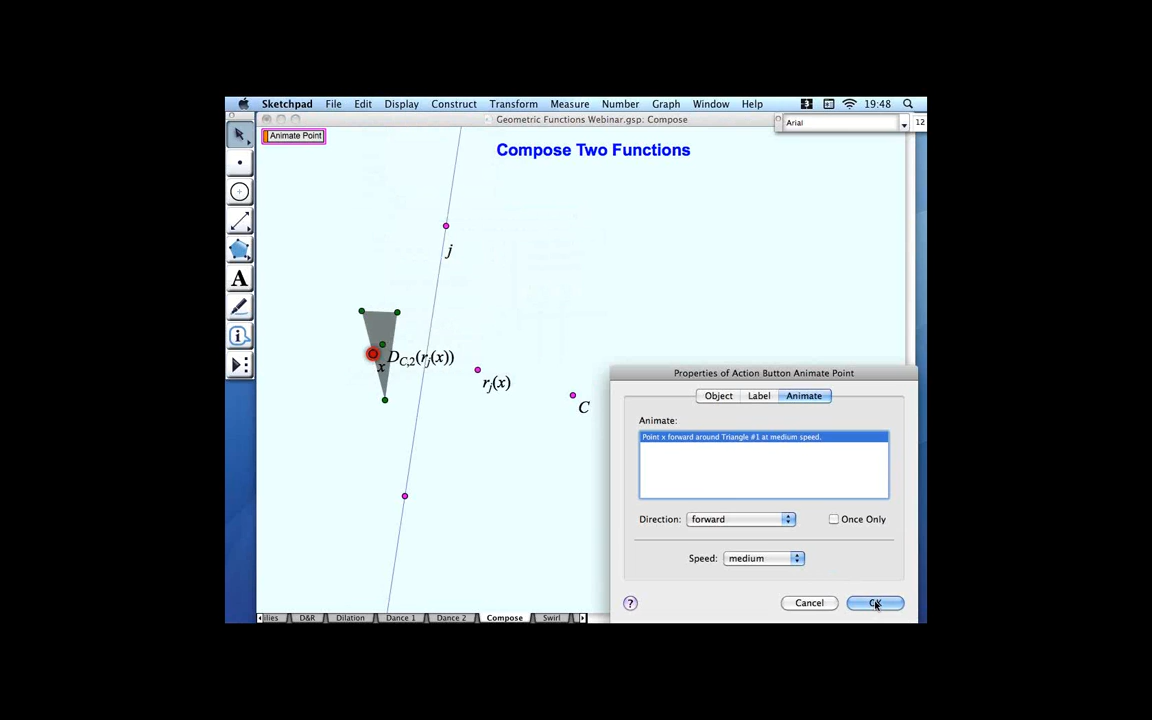 Sketchpad File Edit Display Construct Transform Measure Number Graph Window Help 19:48
Geometric Functions Webinar.gsp: Compose
Arial 12
Animate Point
Compose Two Functions
j
x D_{C,2}(r_j(x))
r_j(x)
C
A
Properties of Action Button Animate Point
Object Label Animate
Animate:
Point x forward around Triangle #1 at medium speed.
Direction: forward Once Only
Speed: medium
? Cancel
ilies D&R Dilation Dance 1 Dance 2 Compose Swirl